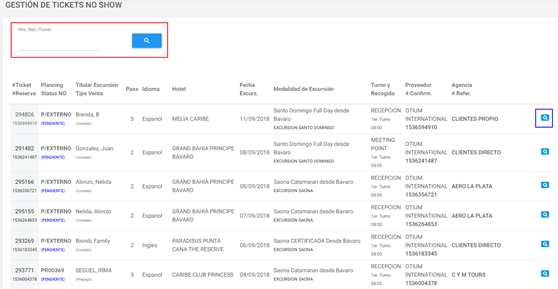 GESTIÓN DE TICKETS NO SHOW
Nro./Ref./Ticket
#Ticket #Reserva Planning Status NO Titular Excursión Tipo Venta Paxs Idioma Hotel Fecha Excurs. Modalidad de Excursión Turno y Recogida Proveedor # Confirm. Agencia # Refer.
294806 P/EXTERNO Brenda, B 5 Espanol MELIA CARIBE 11/09/2018 Santo Domingo Full Day desde Bávaro RECEPCION OTIUM INTERNATIONAL CLIENTES PROPIO
1536594910 (PENDIENTE) (Contado) EXCURSION SANTO DOMINGO 1er. Turno 08:00 1536594910
291482 P/EXTERNO Gonzalez, Juan 2 Espanol GRAND BAHIA PRINCIPE BAVARO 08/09/2018 Santo Domingo Full Day desde Bávaro MEETING POINT OTIUM INTERNATIONAL CLIENTES DIRECTO
1536241487 (PENDIENTE) (Contado) EXCURSION SANTO DOMINGO 1er. Turno 08:00 1536241487
295166 P/EXTERNO Alonzo, Nelida 2 Espanol GRAND BAHIA PRINCIPE BAVARO 08/09/2018 Saona Catamaran desde Bavaro RECEPCION OTIUM INTERNATIONAL AERO LA PLATA
1536356721 (PENDIENTE) (Contado) EXCURSION SAONA 1er. Turno 08:00 1536356721
295155 P/EXTERNO Nelida, Alonzo 2 Espanol GRAND BAHIA PRINCIPE BAVARO 07/09/2018 Saona Catamaran desde Bavaro RECEPCION OTIUM INTERNATIONAL AERO LA PLATA
1536264853 (PENDIENTE) (Contado) EXCURSION SAONA 1er. Turno 08:00 1536264853
293269 P/EXTERNO Biondi, Family 2 Ingles PARADISUS PUNTA CANA THE RESERVE 06/09/2018 Saona CERTIFICADA Desde Bávaro RECEPCION OTIUM INTERNATIONAL CLIENTES DIRECTO
1536183345 (PENDIENTE) (Contado) EXCURSION SAONA 1er. Turno 08:00 1536183345
293771 PR00369 SEGUEL, IRMA 3 Espanol CARIBE CLUB PRINCESS 04/09/2018 Saona Catamaran desde Bavaro RECEPCION OTIUM INTERNATIONAL C Y M TOURS
1536004378 (PENDIENTE) (Prepago) EXCURSION SAONA 1er. Turno 08:00 1536004378